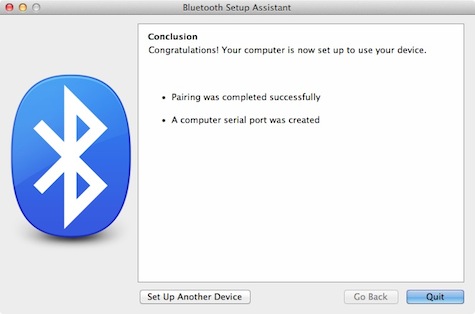 Bluetooth Setup Assistant
Conclusion
Congratulations! Your computer is now set up to use your device.
• Pairing was completed successfully
• A computer serial port was created
Set Up Another Device
Go Back
Quit